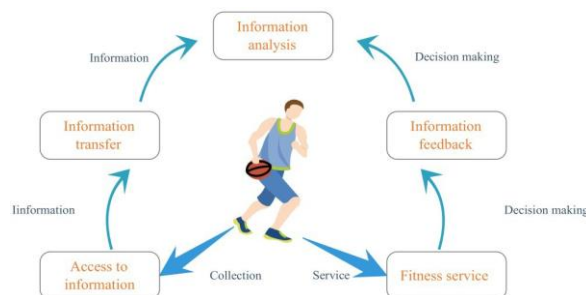 Information
analysis
Information
Decision making
Information
transfer
Information
feedback
Iinformation
Decision making
Access to
information
Collection
Service
Fitness service